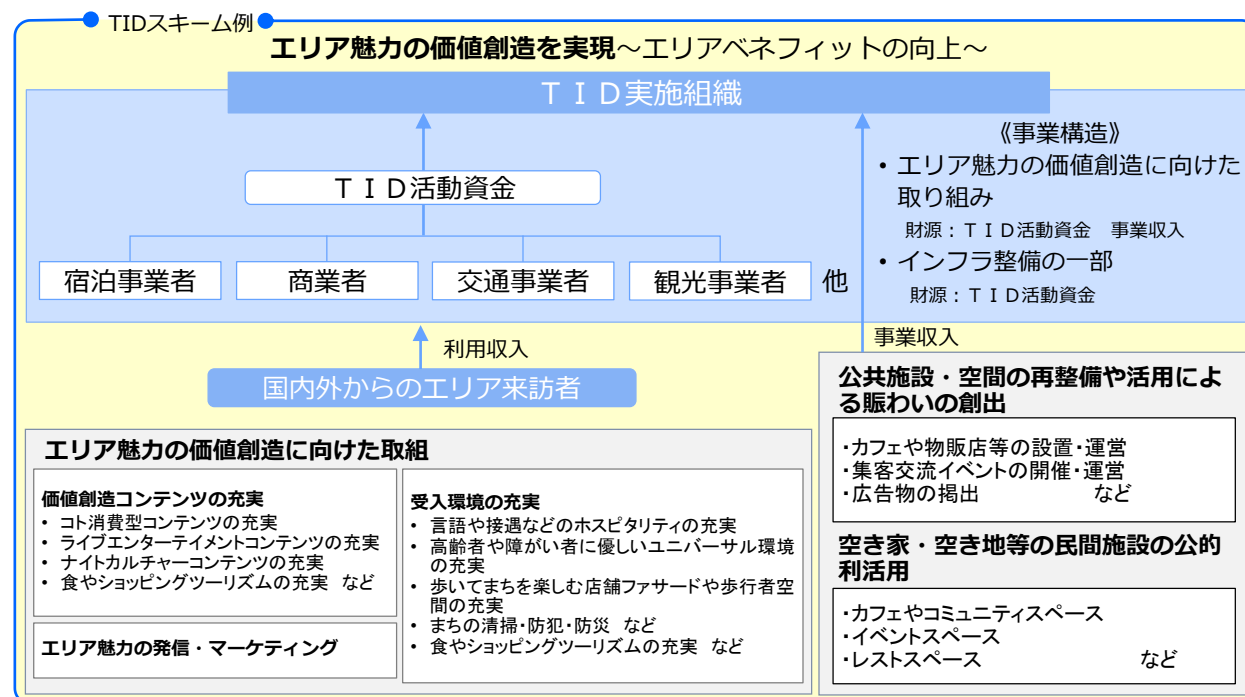 TIDスキーム例
エリア魅力の価値創造を実現～エリアベネフィットの向上～
ＴＩＤ実施組織
ＴＩＤ活動資金
宿泊事業者
商業者
交通事業者
観光事業者
他
《事業構造》
• エリア魅力の価値創造に向けた
取り組み
財源：ＴＩＤ活動資金　事業収入
• インフラ整備の一部
財源：ＴＩＤ活動資金
利用収入
国内外からのエリア来訪者
事業収入
エリア魅力の価値創造に向けた取組
価値創造コンテンツの充実
• コト消費型コンテンツの充実
• ライブエンターテイメントコンテンツの充実
• ナイトカルチャーコンテンツの充実
• 食やショッピングツーリズムの充実 など
エリア魅力の発信・マーケティング
受入環境の充実
• 言語や接遇などのホスピタリティの充実
• 高齢者や障がい者に優しいユニバーサル環境
の充実
• 歩いてまちを楽しむ店舗ファサードや歩行者空
間の充実
• まちの清掃・防犯・防災 など
• 食やショッピングツーリズムの充実 など
公共施設・空間の再整備や活用によ
る賑わいの創出
・カフェや物販店等の設置・運営
・集客交流イベントの開催・運営
・広告物の掲出　　　　　など
空き家・空き地等の民間施設の公的
利活用
・カフェやコミュニティスペース
・イベントスペース
・レストスペース　　　　　など